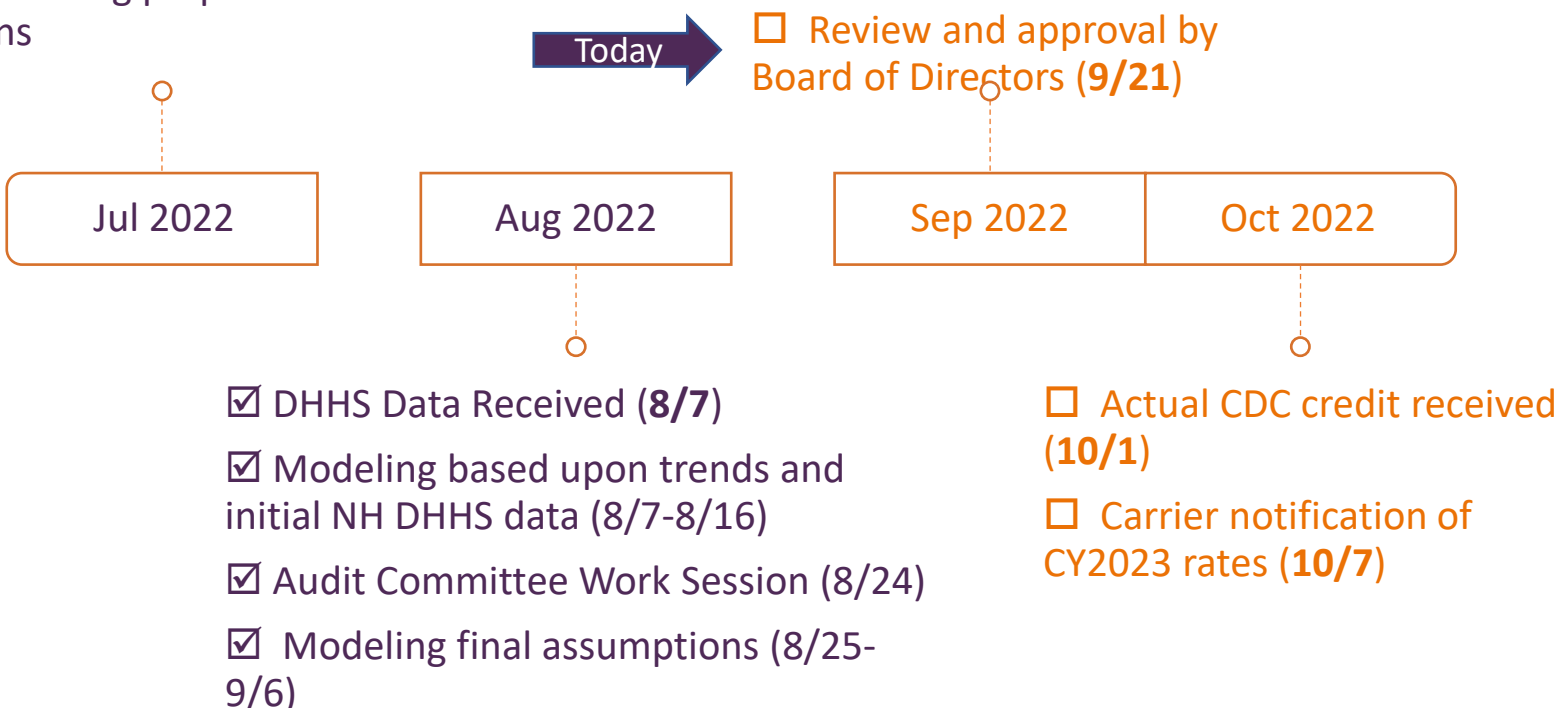 ns
Today
☐ Review and approval by
Board of Directors (9/21)
Jul 2022
Aug 2022
Sep 2022
Oct 2022
☑ DHHS Data Received (8/7)
☑ Modeling based upon trends and
initial NH DHHS data (8/7-8/16)
☑ Audit Committee Work Session (8/24)
☑ Modeling final assumptions (8/25-
9/6)
☐ Actual CDC credit received
(10/1)
☐ Carrier notification of
CY2023 rates (10/7)